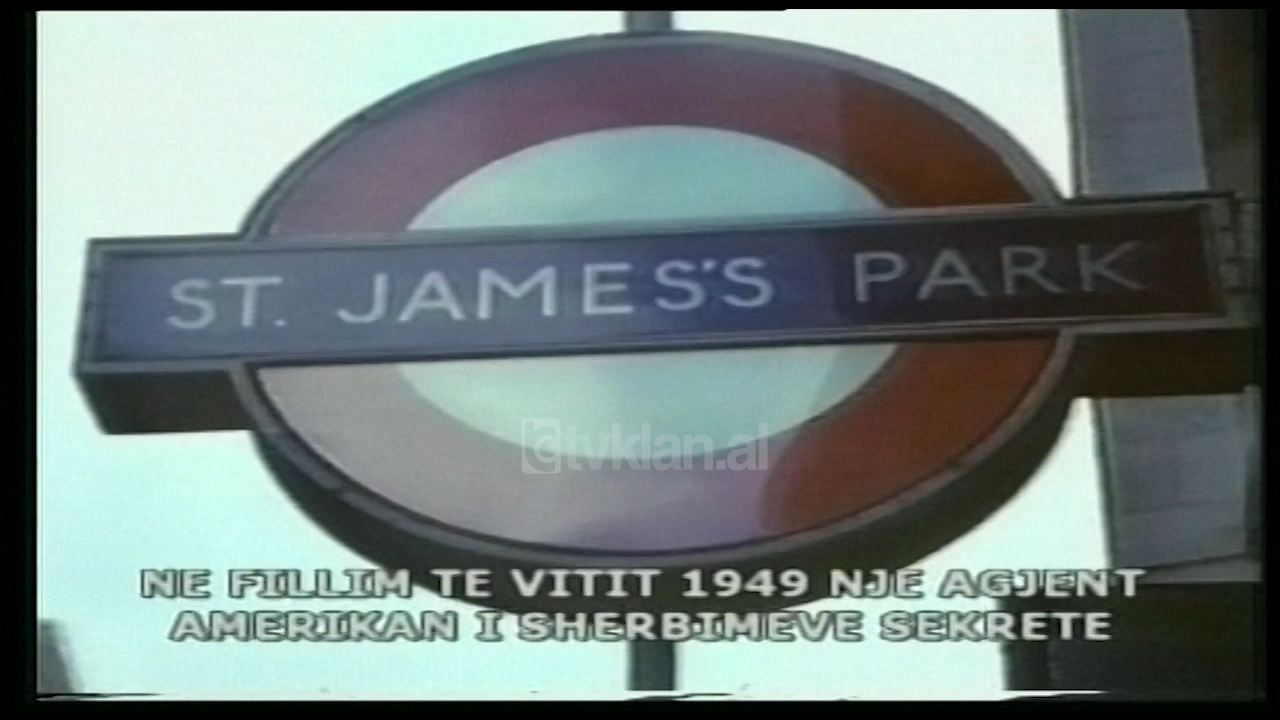 ST. JAMES'S PARK
tvklan.al
NE FILLIM TE VITIT 1949 NJE AGJENT
AMERIKAN I SHERBIMEVE SEKRETE